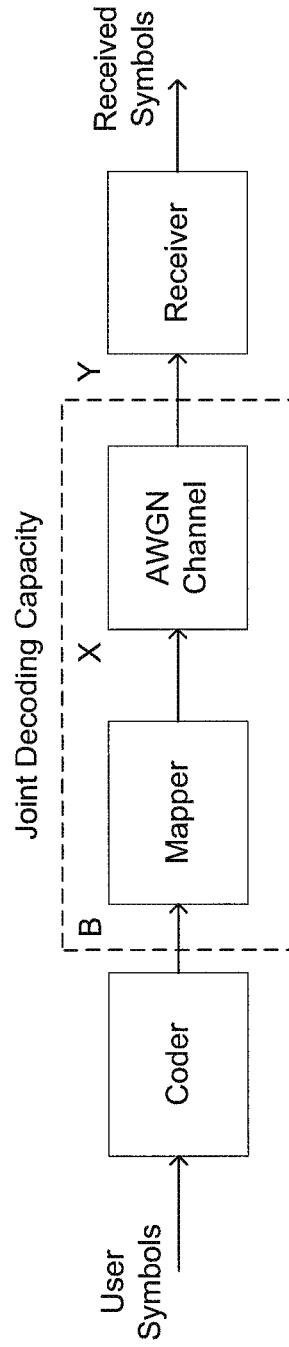 Joint Decoding Capacity
User
Symbols
Coder
B
Mapper
X
AWGN
Channel
Y
Receiver
Received
Symbols